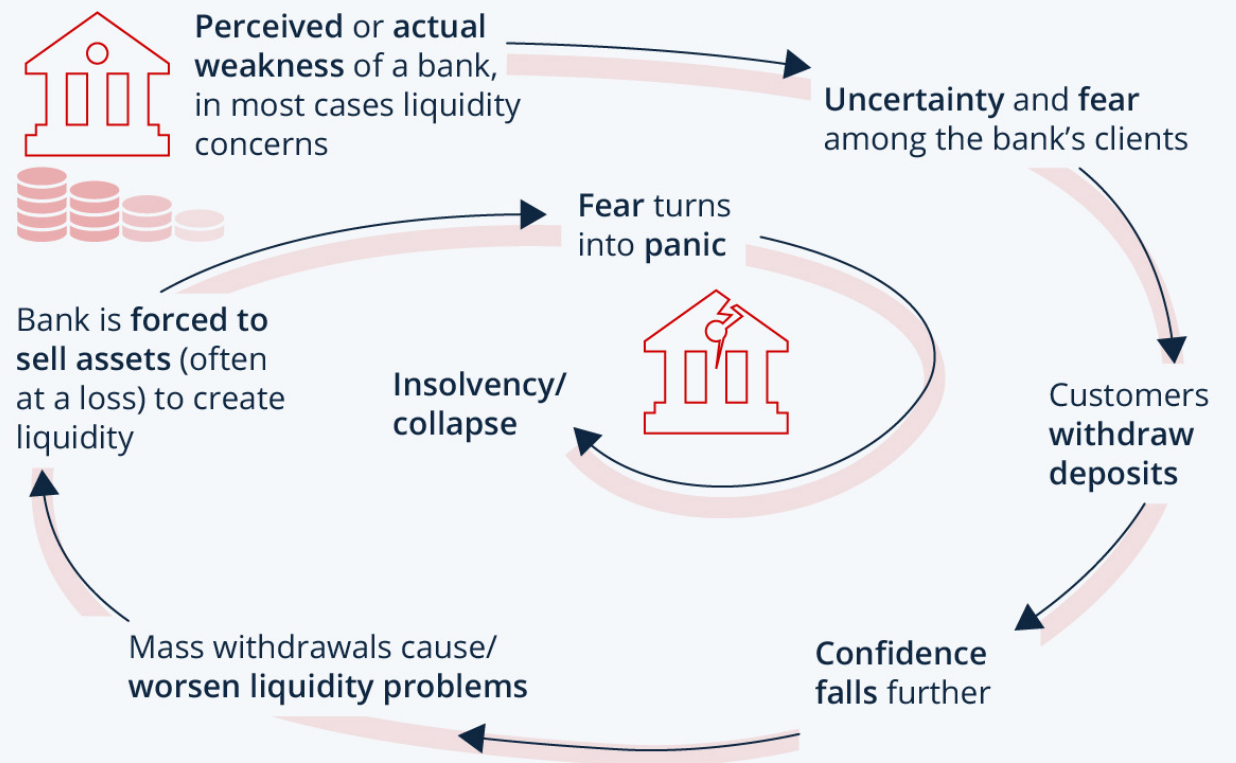 Perceived or actual
weakness of a bank,
in most cases liquidity
concerns
Uncertainty and fear
among the bank’s clients
Customers
withdraw
deposits
Confidence
falls further
Mass withdrawals cause/
worsen liquidity problems
Bank is forced to
sell assets (often
at a loss) to create
liquidity
Fear turns
into panic
Insolvency/
collapse